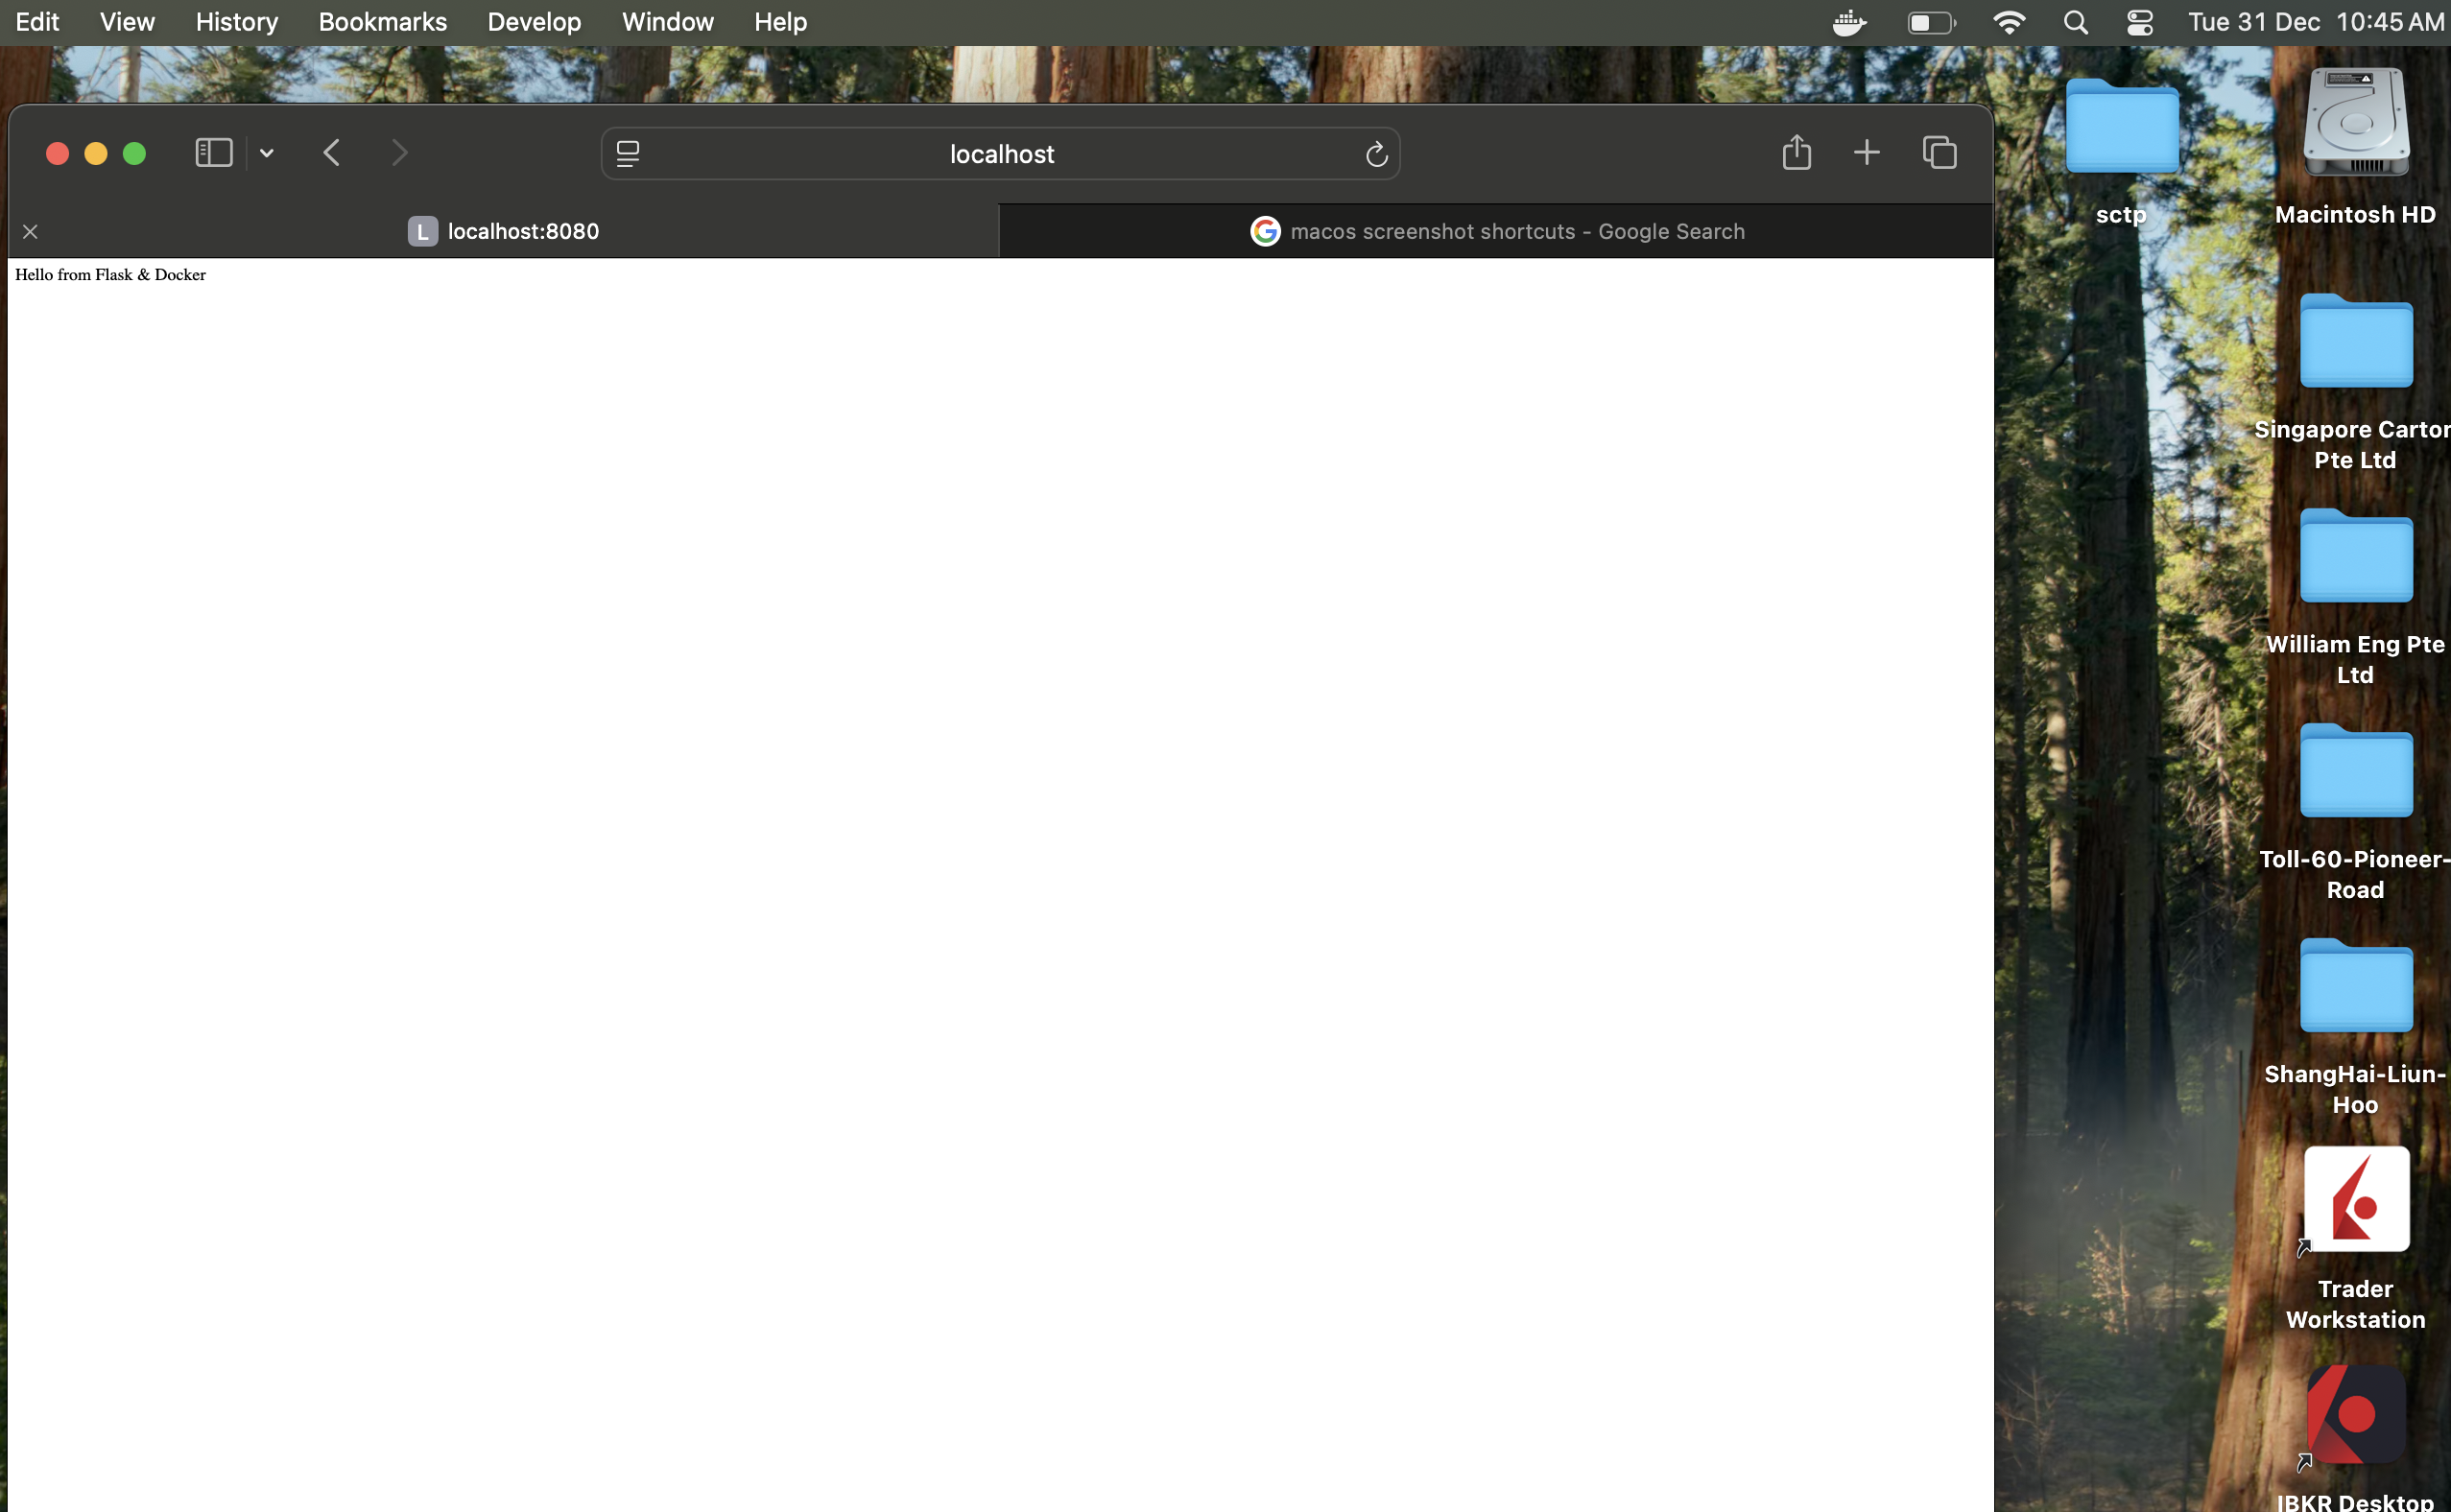 Edit View History Bookmarks Develop Window Help Tue 31 Dec 10:45 AM
localhost
L localhost:8080 macos screenshot shortcuts - Google Search
Hello from Flask & Docker
sctp
Macintosh HD
Singapore Carton
Pte Ltd
William Eng Pte
Ltd
Toll-60-Pioneer-
Road
ShangHai-Liun-
Hoo
Trader
Workstation
IBKR Desktop